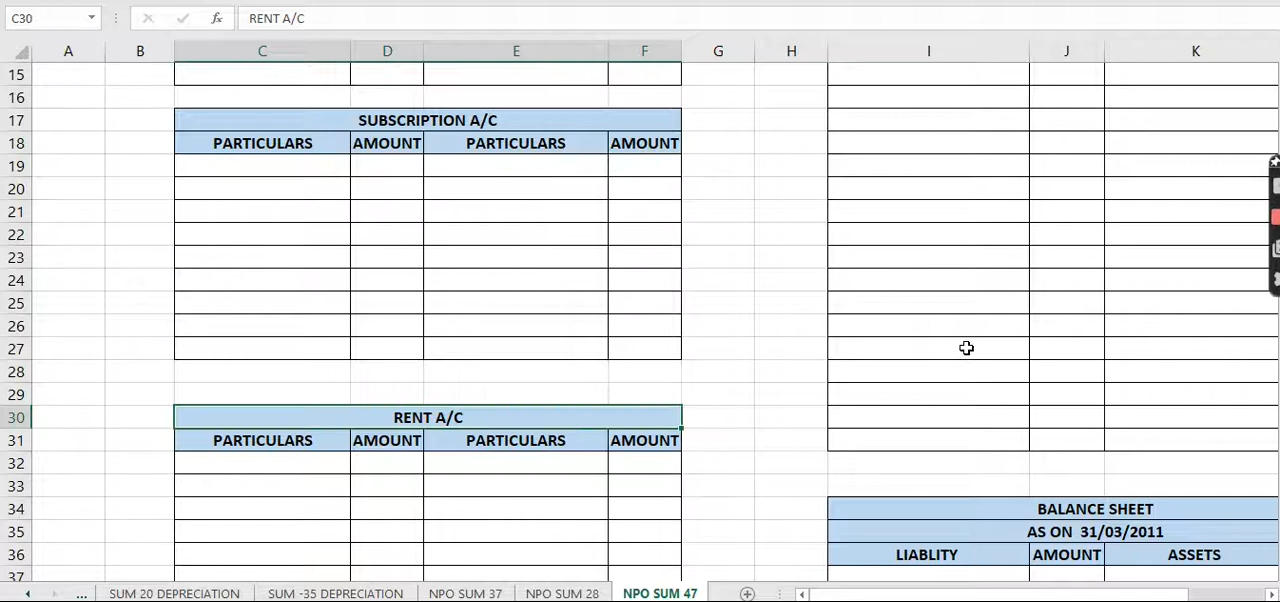 C30 fx RENT A/C
A B C D E F G H I J K
15
16
17 SUBSCRIPTION A/C
18 PARTICULARS AMOUNT PARTICULARS AMOUNT
19
20
21
22
23
24
25
26
27
28
29
30 RENT A/C
31 PARTICULARS AMOUNT PARTICULARS AMOUNT
32
33
34 BALANCE SHEET
35 AS ON 31/03/2011
36 LIABLITY AMOUNT ASSETS
37
... SUM 20 DEPRECIATION SUM -35 DEPRECIATION NPO SUM 37 NPO SUM 28 NPO SUM 47